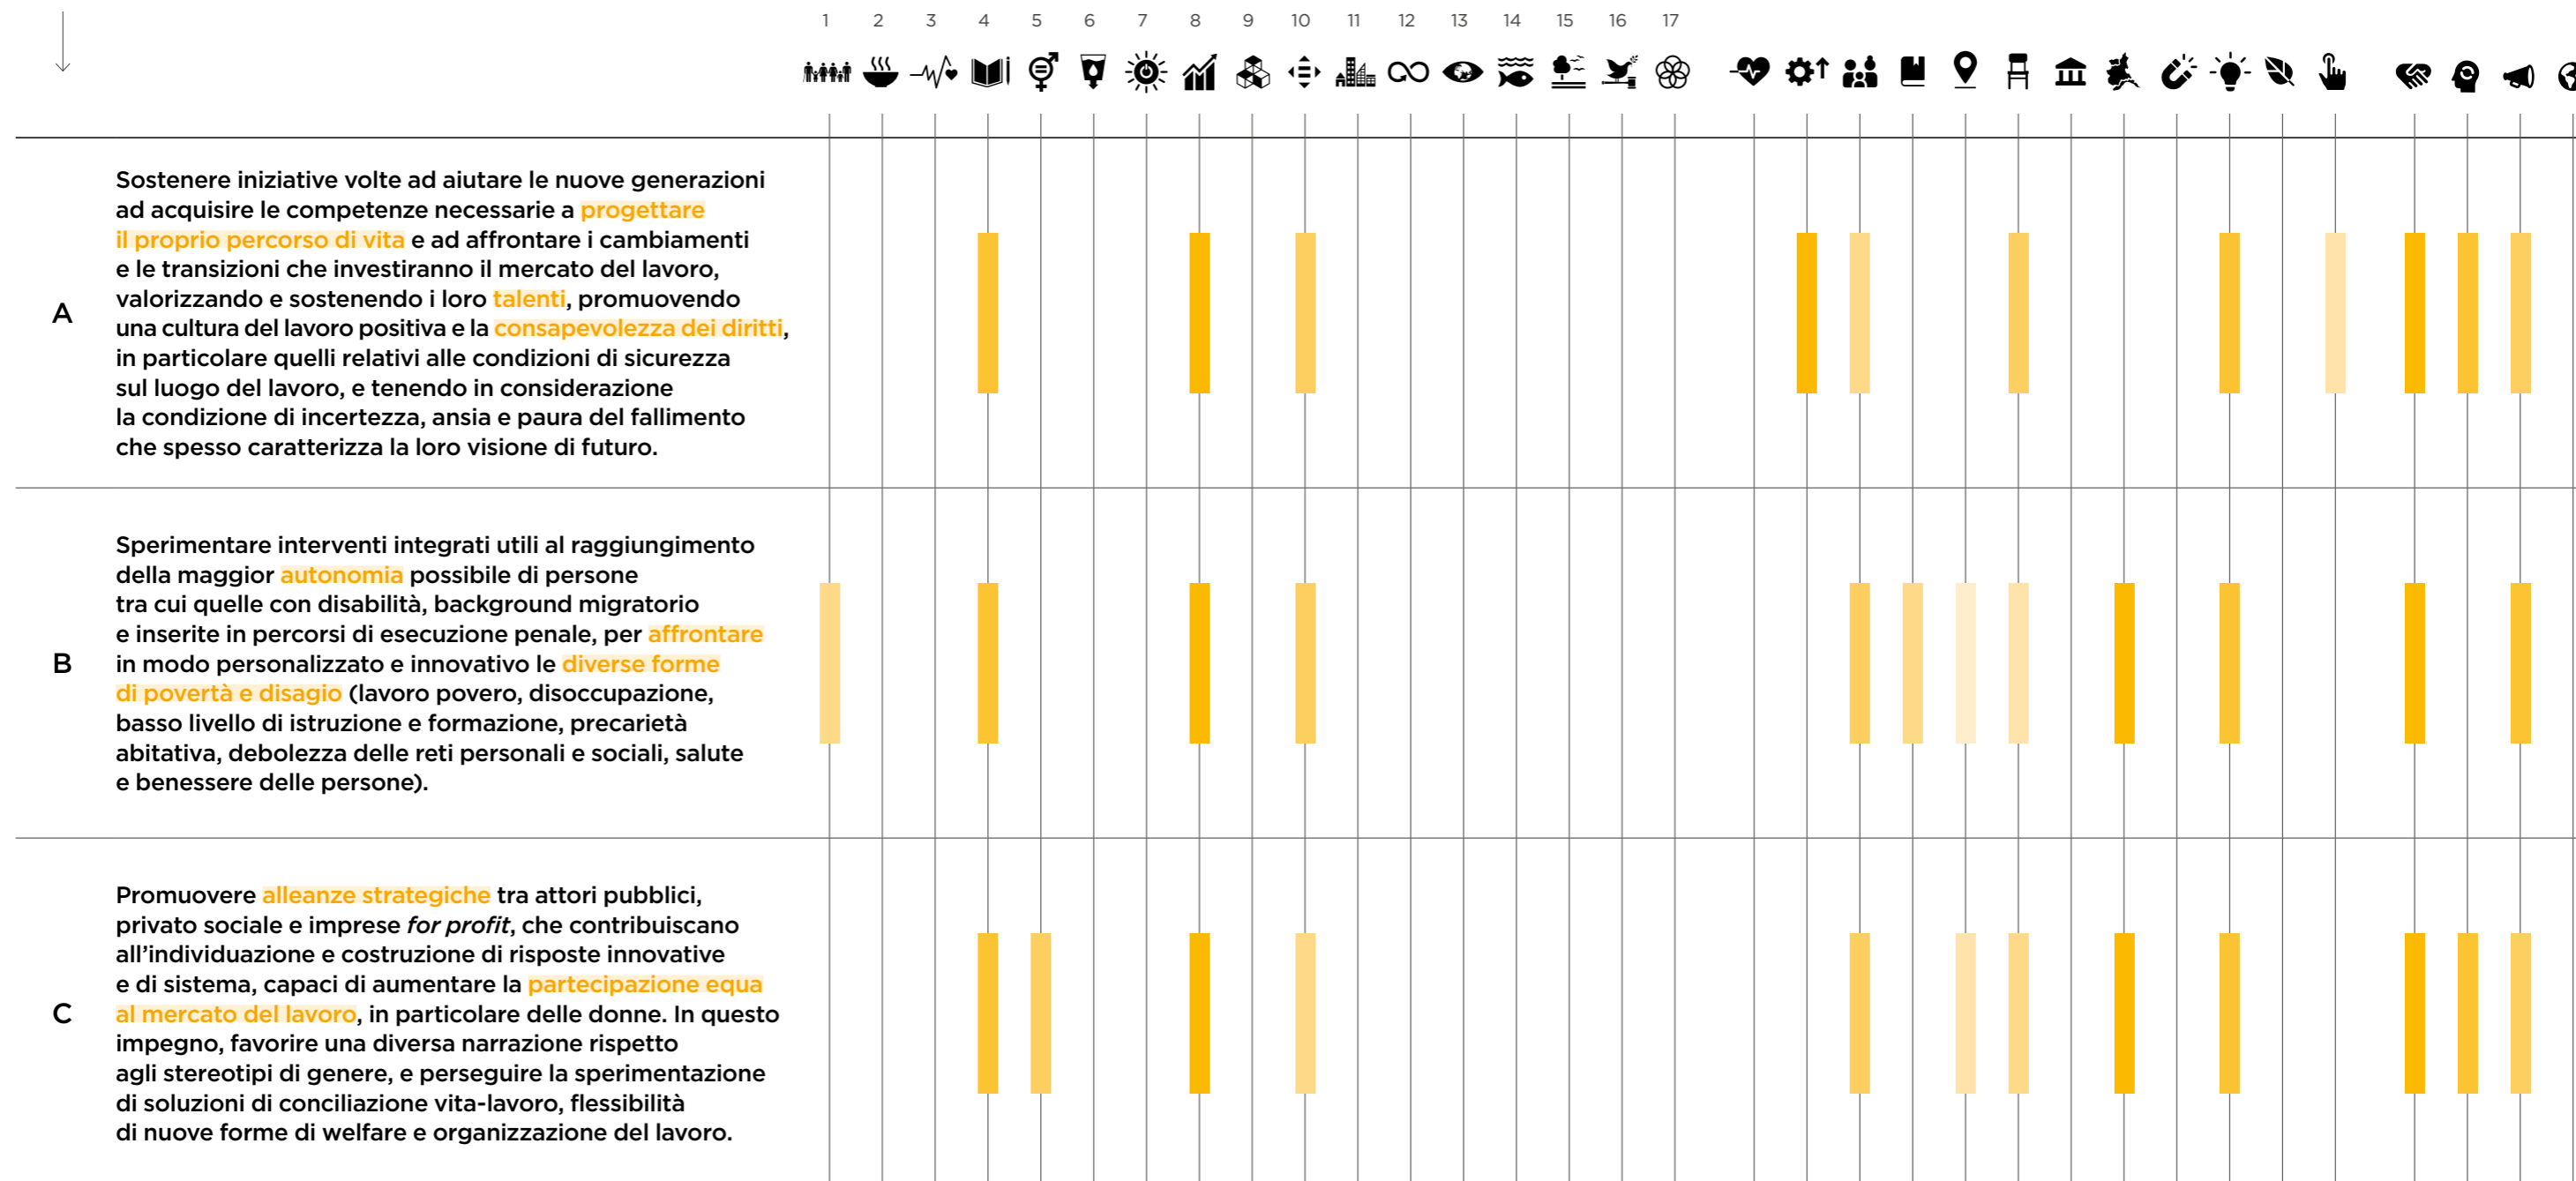 1 2 3 4 5 6 7 8 9 10 11 12 13 14 15 16 17
A
Sostenere iniziative volte ad aiutare le nuove generazioni
ad acquisire le competenze necessarie a progettare
il proprio percorso di vita e ad affrontare i cambiamenti
e le transizioni che investiranno il mercato del lavoro,
valorizzando e sostenendo i loro talenti, promuovendo
una cultura del lavoro positiva e la consapevolezza dei diritti,
in particolare quelli relativi alle condizioni di sicurezza
sul luogo del lavoro, e tenendo in considerazione
la condizione di incertezza, ansia e paura del fallimento
che spesso caratterizza la loro visione di futuro.
B
Sperimentare interventi integrati utili al raggiungimento
della maggior autonomia possibile di persone
tra cui quelle con disabilità, background migratorio
e inserite in percorsi di esecuzione penale, per affrontare
in modo personalizzato e innovativo le diverse forme
di povertà e disagio (lavoro povero, disoccupazione,
basso livello di istruzione e formazione, precarietà
abitativa, debolezza delle reti personali e sociali, salute
e benessere delle persone).
C
Promuovere alleanze strategiche tra attori pubblici,
privato sociale e imprese for profit, che contribuiscano
all’individuazione e costruzione di risposte innovative
e di sistema, capaci di aumentare la partecipazione equa
al mercato del lavoro, in particolare delle donne. In questo
impegno, favorire una diversa narrazione rispetto
agli stereotipi di genere, e perseguire la sperimentazione
di soluzioni di conciliazione vita-lavoro, flessibilità
di nuove forme di welfare e organizzazione del lavoro.